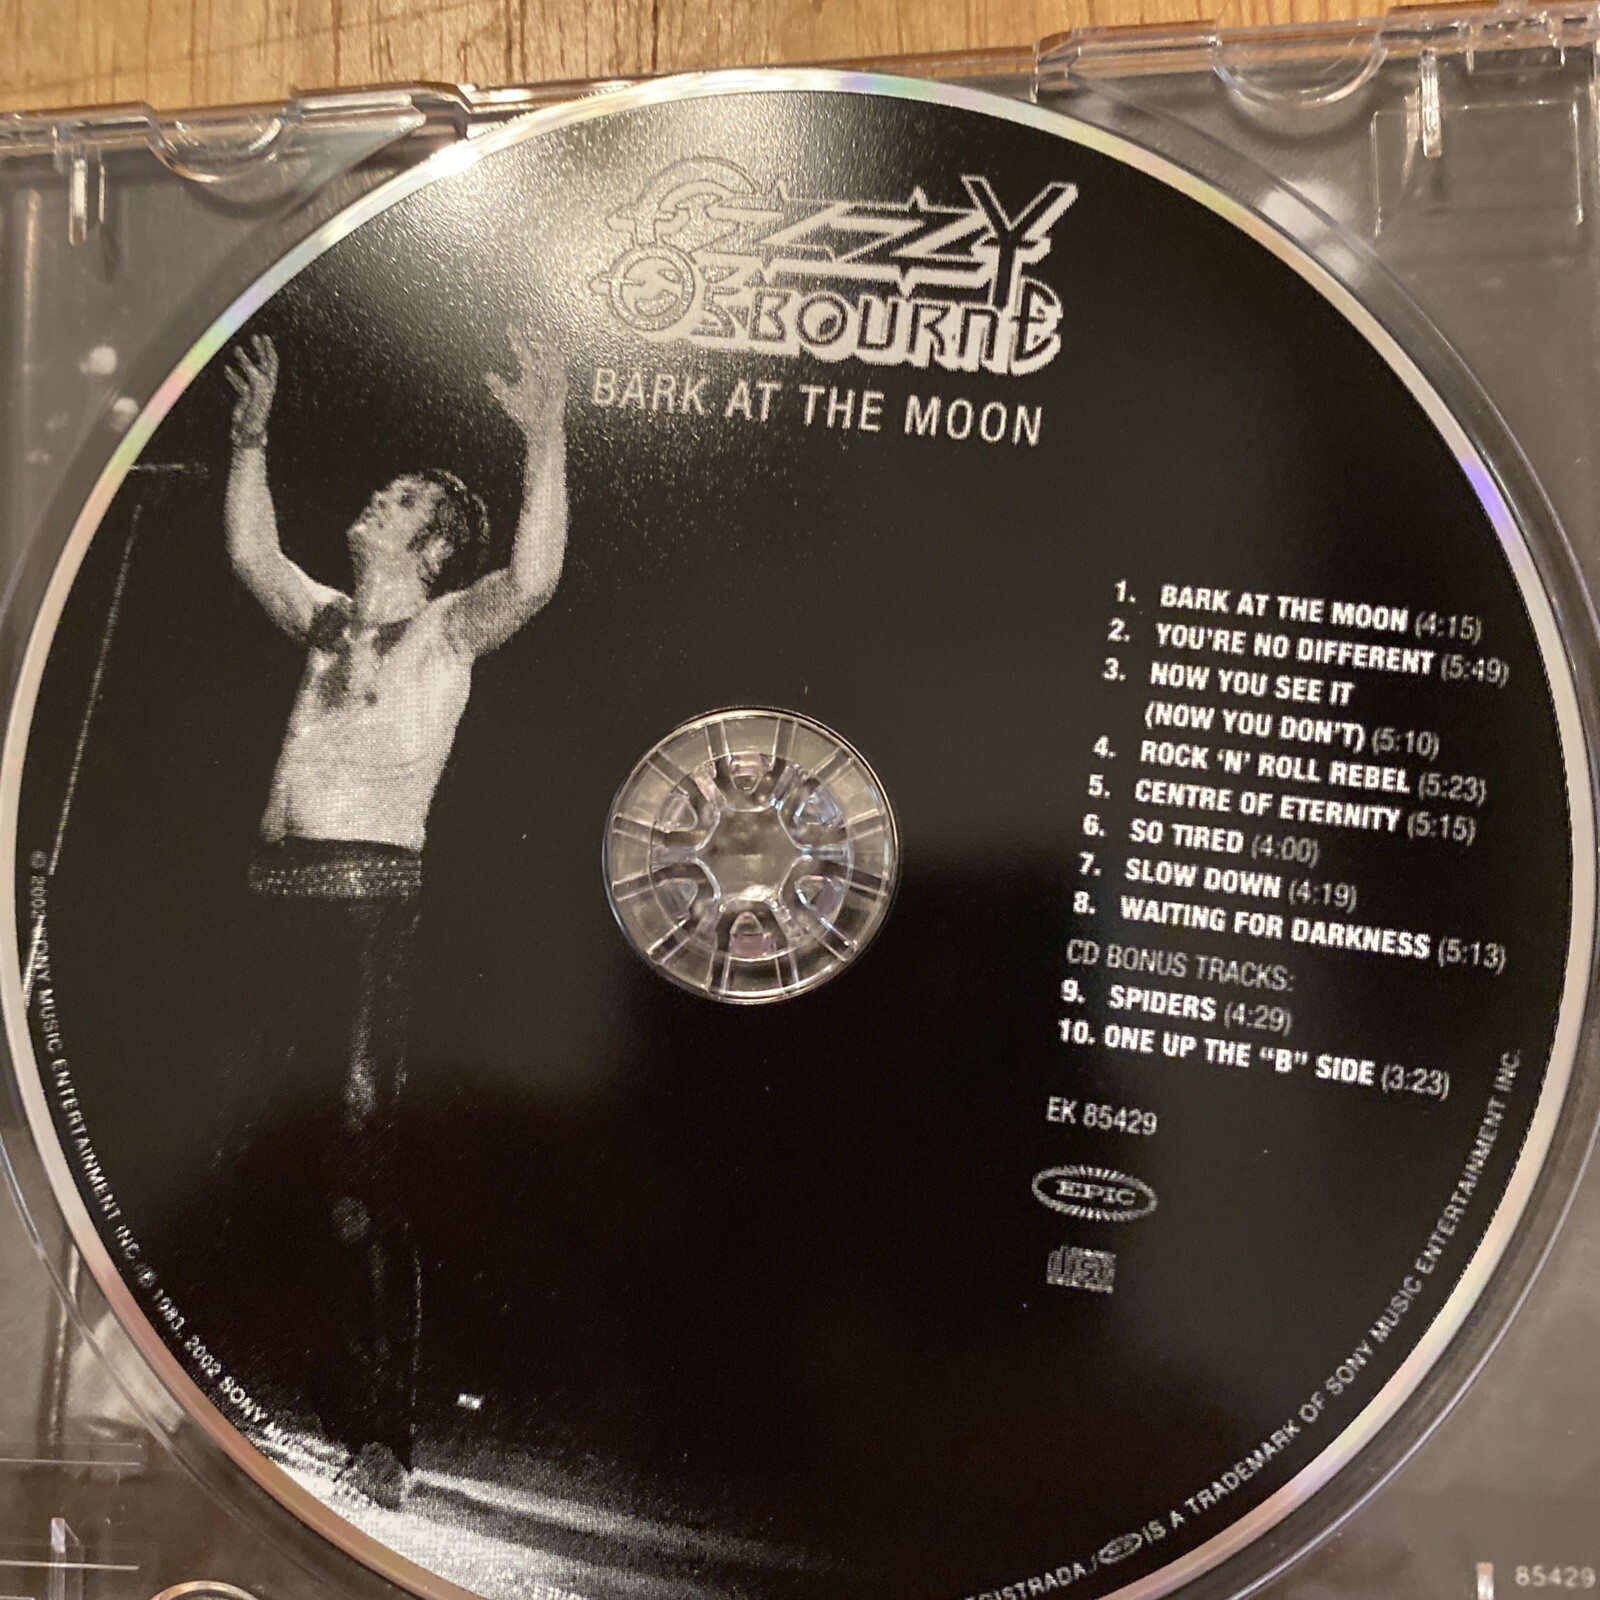 OZZY
OSBOURNE
BARK AT THE MOON
1. BARK AT THE MOON (4:15)
2. YOU'RE NO DIFFERENT (5:49)
3. NOW YOU SEE IT
(NOW YOU DON'T) (5:10)
4. ROCK 'N' ROLL REBEL (5:23)
5. CENTRE OF ETERNITY (5:15)
6. SO TIRED (4:00)
7. SLOW DOWN (4:19)
8. WAITING FOR DARKNESS (5:13)
CD BONUS TRACKS:
9. SPIDERS (4:29)
10. ONE UP THE "B" SIDE (3:23)
EK 85429
EPIC
disc
© 2002 SONY MUSIC ENTERTAINMENT INC. / ℗ 1983, 2002 SONY
IS A TRADEMARK OF SONY MUSIC ENTERTAINMENT INC.
85429